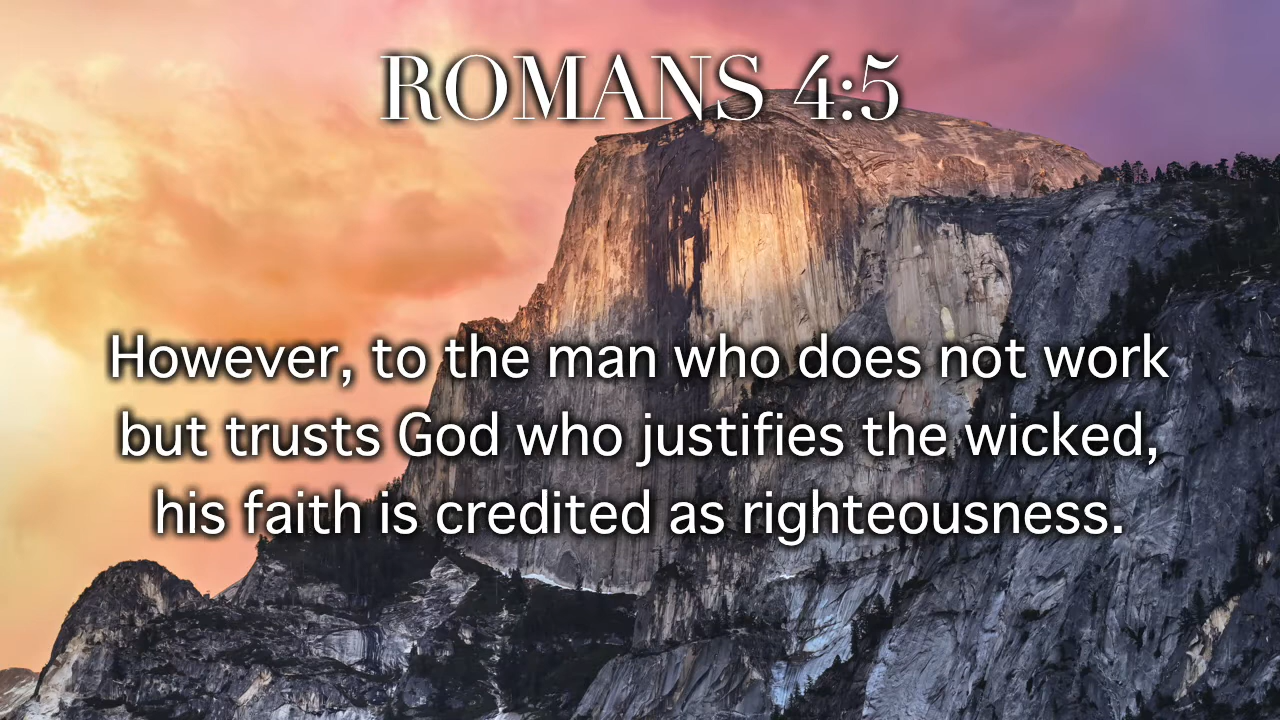 ROMANS 4:5
However, to the man who does not work
but trusts God who justifies the wicked,
his faith is credited as righteousness.